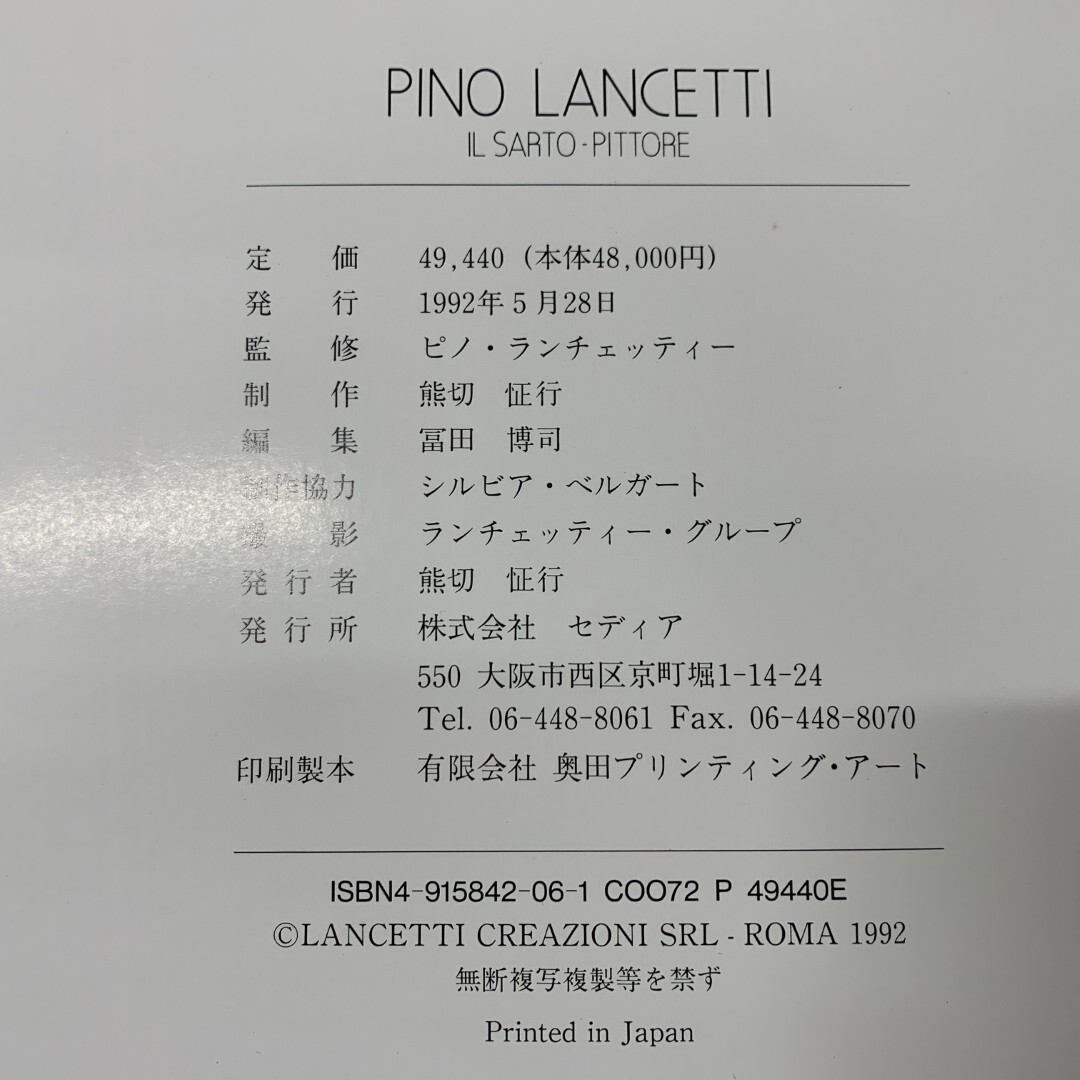 PINO LANCETTI
IL SARTO-PITTORE
定価 49,440 (本体48,000円)
発行 1992年5月28日
監修 ピノ・ランチェッティー
制作 熊切 怔行
編集 冨田 博司
制作協力 シルビア・ベルガート
撮影 ランチェッティー・グループ
発行者 熊切 怔行
発行所 株式会社 セディア
550 大阪市西区京町堀1-14-24
Tel. 06-448-8061 Fax. 06-448-8070
印刷製本 有限会社 奥田プリンティング・アート
ISBN4-915842-06-1 COO72 P 49440E
©LANCETTI CREAZIONI SRL - ROMA 1992
無断複写複製等を禁ず
Printed in Japan